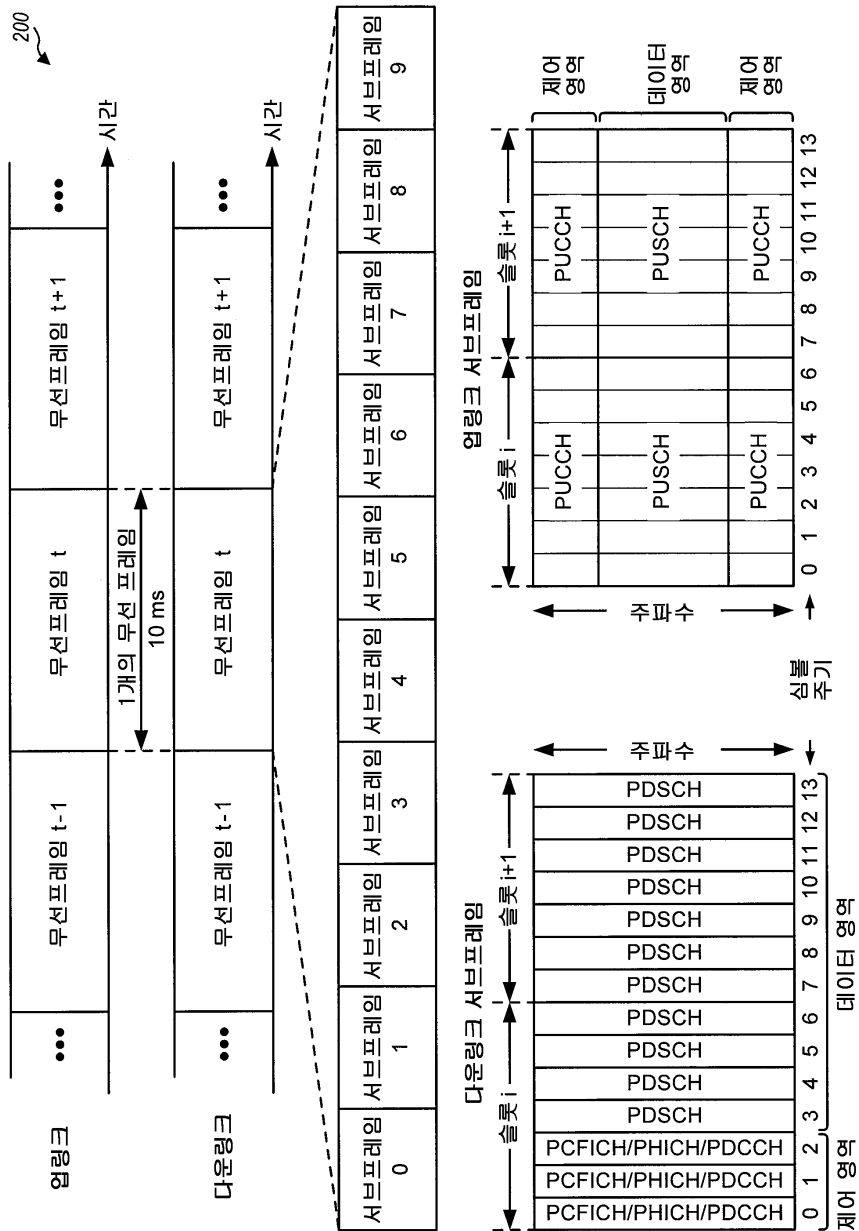 200
업링크
•••
무선프레임 t-1
무선프레임 t
무선프레임 t+1
•••
시간
1개의 무선 프레임
10 ms
다운링크
•••
무선프레임 t-1
무선프레임 t
무선프레임 t+1
•••
시간
서브프레임 0
서브프레임 1
서브프레임 2
서브프레임 3
서브프레임 4
서브프레임 5
서브프레임 6
서브프레임 7
서브프레임 8
서브프레임 9
다운링크 서브프레임
슬롯 i
슬롯 i+1
PCFICH/PHICH/PDCCH
PCFICH/PHICH/PDCCH
PCFICH/PHICH/PDCCH
PDSCH
PDSCH
PDSCH
PDSCH
PDSCH
PDSCH
PDSCH
PDSCH
PDSCH
PDSCH
PDSCH
주파수
0 1 2 3 4 5 6 7 8 9 10 11 12 13
제어 영역
데이터 영역
심볼
주기
업링크 서브프레임
슬롯 i
슬롯 i+1
주파수
PUCCH
PUCCH
제어
영역
PUSCH
PUSCH
데이터
영역
PUCCH
PUCCH
제어
영역
0 1 2 3 4 5 6 7 8 9 10 11 12 13